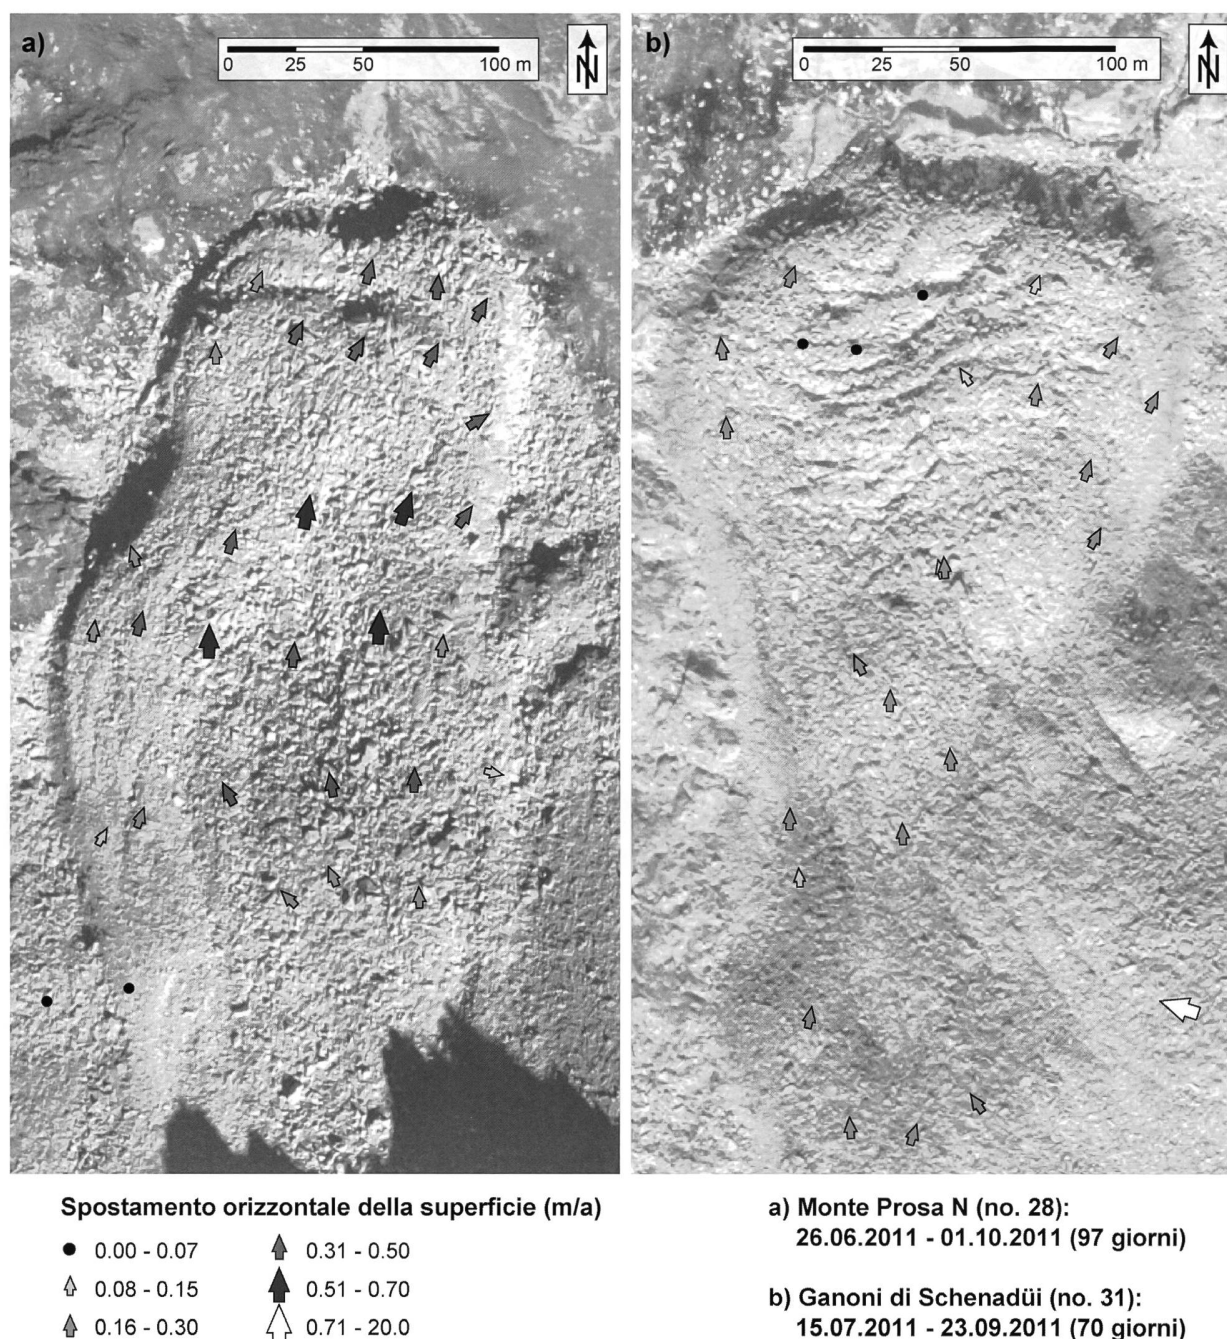 a)
0 25 50 100 m
N
b)
0 25 50 100 m
N
Spostamento orizzontale della superficie (m/a)
0.00 - 0.07
0.08 - 0.15
0.16 - 0.30
0.31 - 0.50
0.51 - 0.70
0.71 - 20.0
a) Monte Prosa N (no. 28):
26.06.2011 - 01.10.2011 (97 giorni)
b) Ganoni di Schenadüi (no. 31):
15.07.2011 - 23.09.2011 (70 giorni)